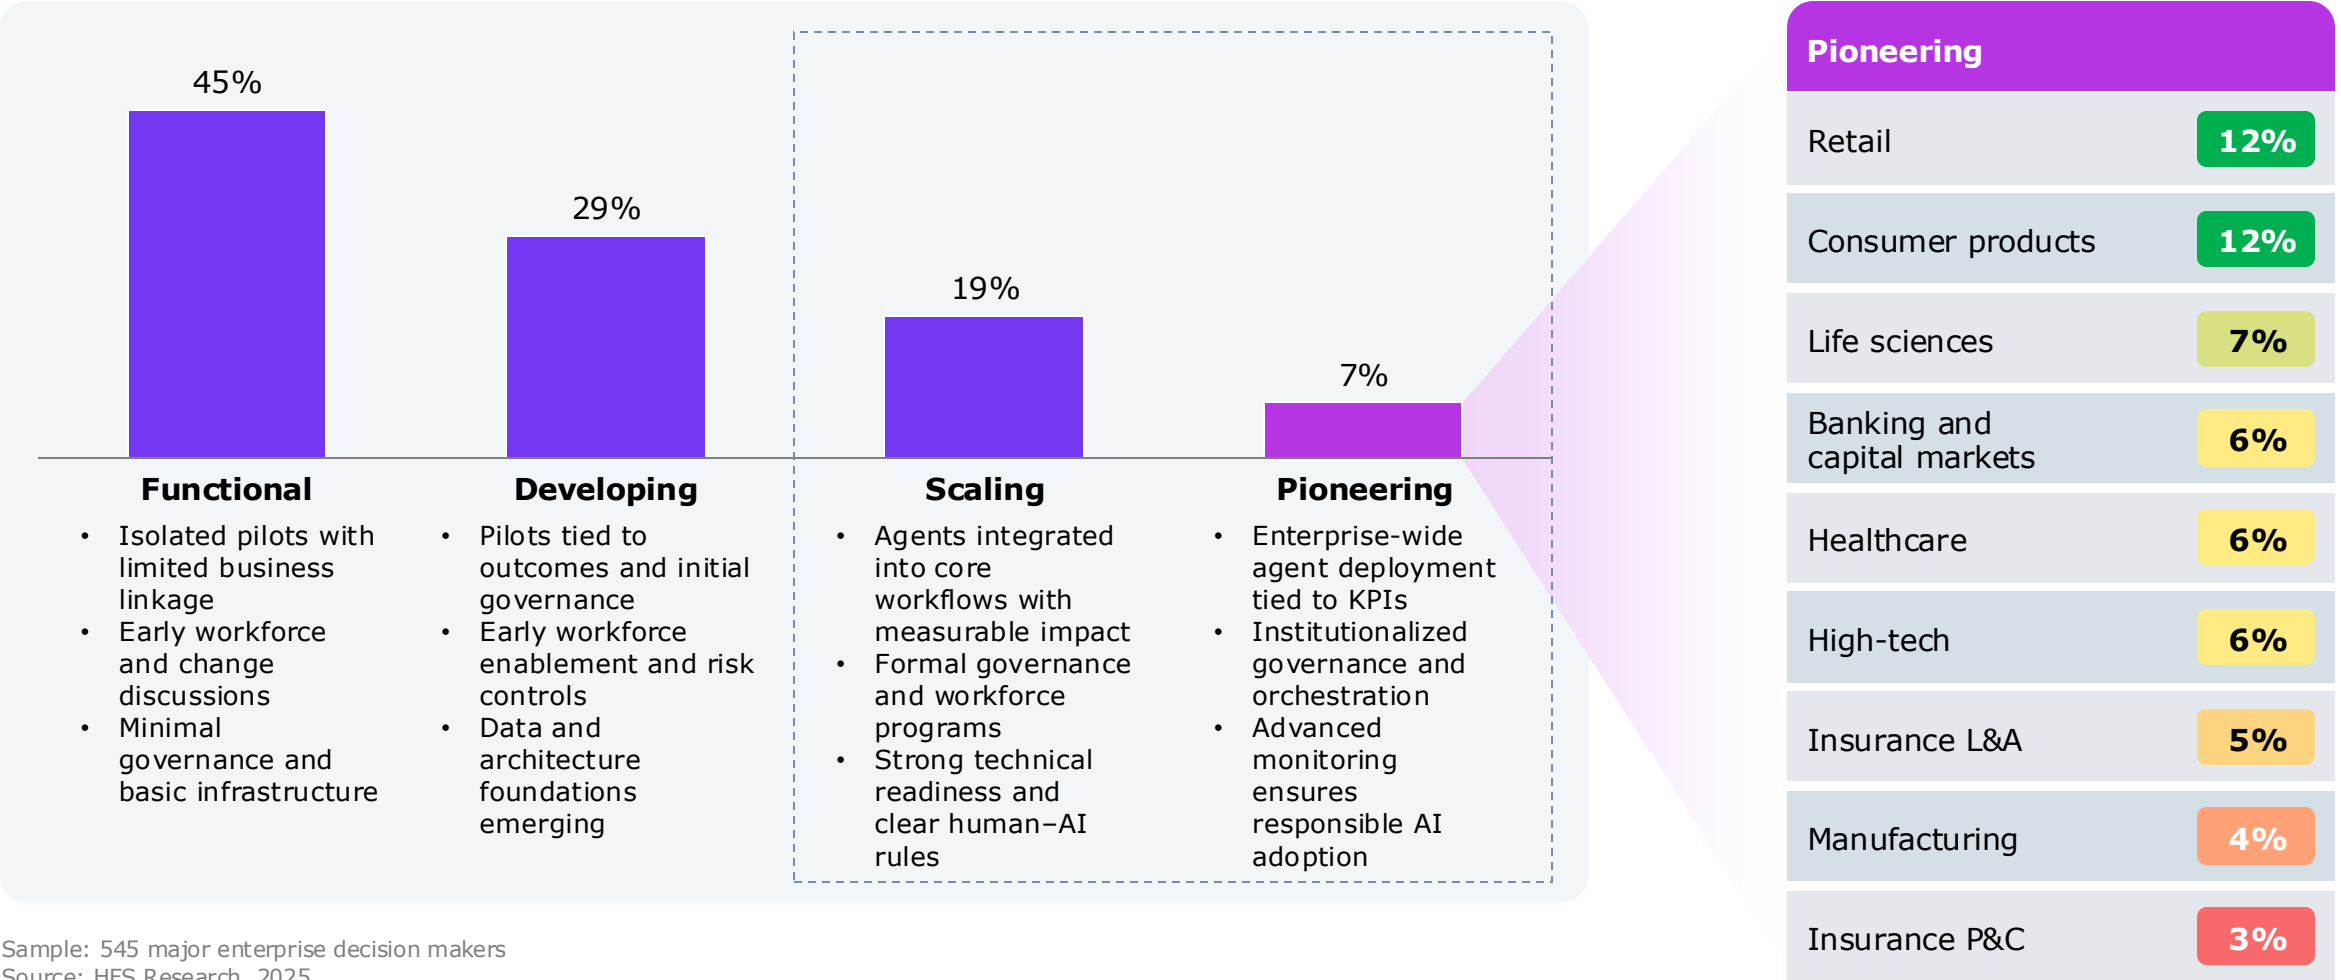 45%
29%
19%
7%
Functional
• Isolated pilots with
limited business
linkage
• Early workforce
and change
discussions
• Minimal
governance and
basic infrastructure
Developing
• Pilots tied to
outcomes and initial
governance
• Early workforce
enablement and risk
controls
• Data and
architecture
foundations
emerging
Scaling
• Agents integrated
into core
workflows with
measurable impact
• Formal governance
and workforce
programs
• Strong technical
readiness and
clear human–AI
rules
Pioneering
• Enterprise-wide
agent deployment
tied to KPIs
• Institutionalized
governance and
orchestration
• Advanced
monitoring
ensures
responsible AI
adoption
Pioneering
Retail 12%
Consumer products 12%
Life sciences 7%
Banking and
capital markets 6%
Healthcare 6%
High-tech 6%
Insurance L&A 5%
Manufacturing 4%
Insurance P&C 3%
Sample: 545 major enterprise decision makers
Source: HFS Research, 2025